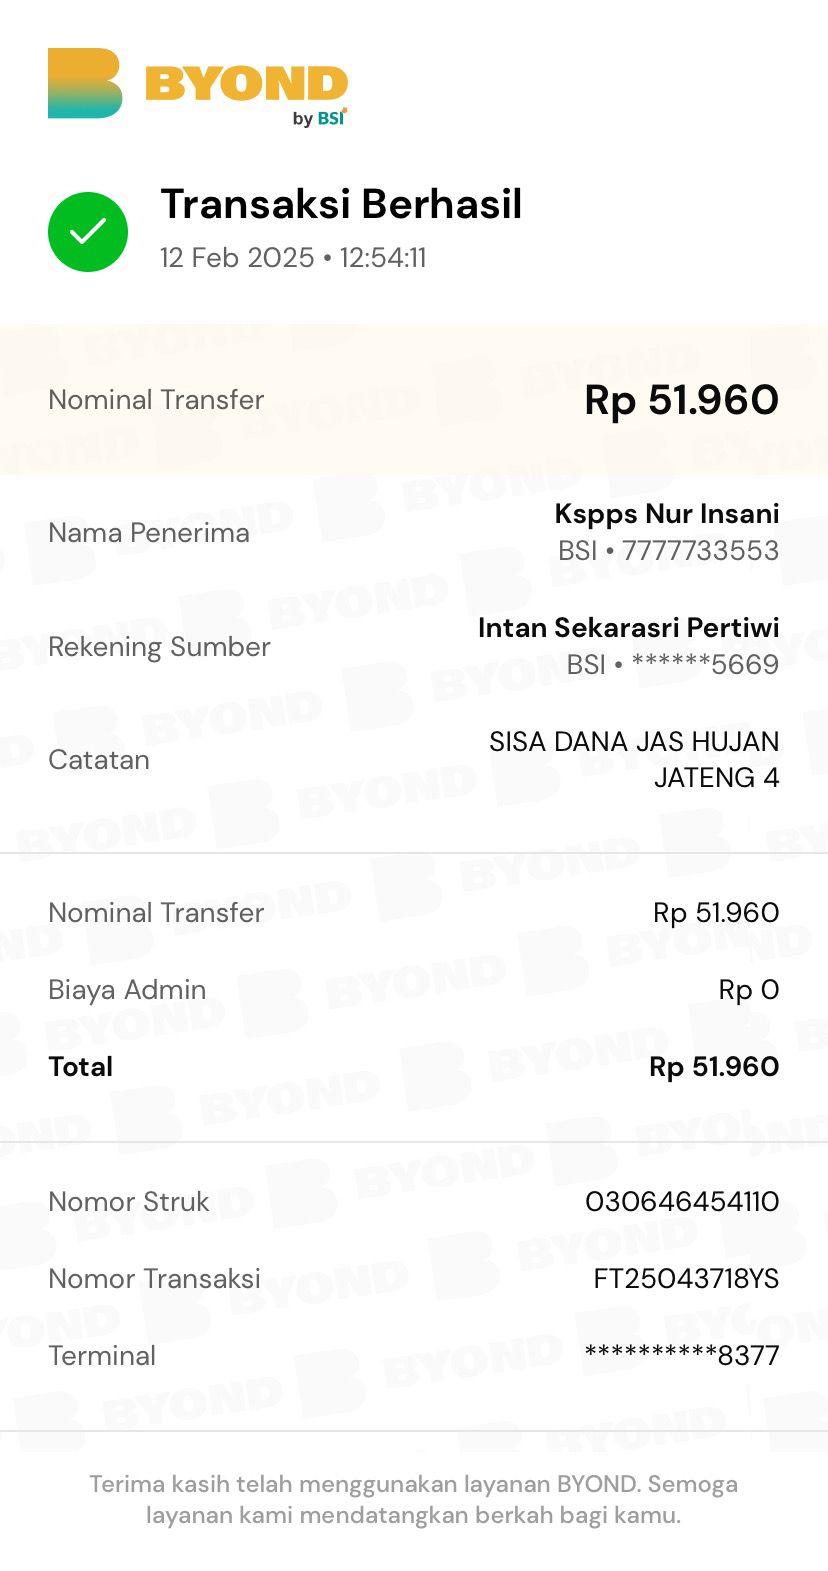 BYOND
by BSI
Transaksi Berhasil
12 Feb 2025 • 12:54:11
Nominal Transfer Rp 51.960
Nama Penerima Kspps Nur Insani
BSI • 7777733553
Rekening Sumber Intan Sekarasri Pertiwi
BSI • ******5669
Catatan SISA DANA JAS HUJAN
JATENG 4
Nominal Transfer Rp 51.960
Biaya Admin Rp 0
Total Rp 51.960
Nomor Struk 030646454110
Nomor Transaksi FT25043718YS
Terminal **********8377
Terima kasih telah menggunakan layanan BYOND. Semoga
layanan kami mendatangkan berkah bagi kamu.